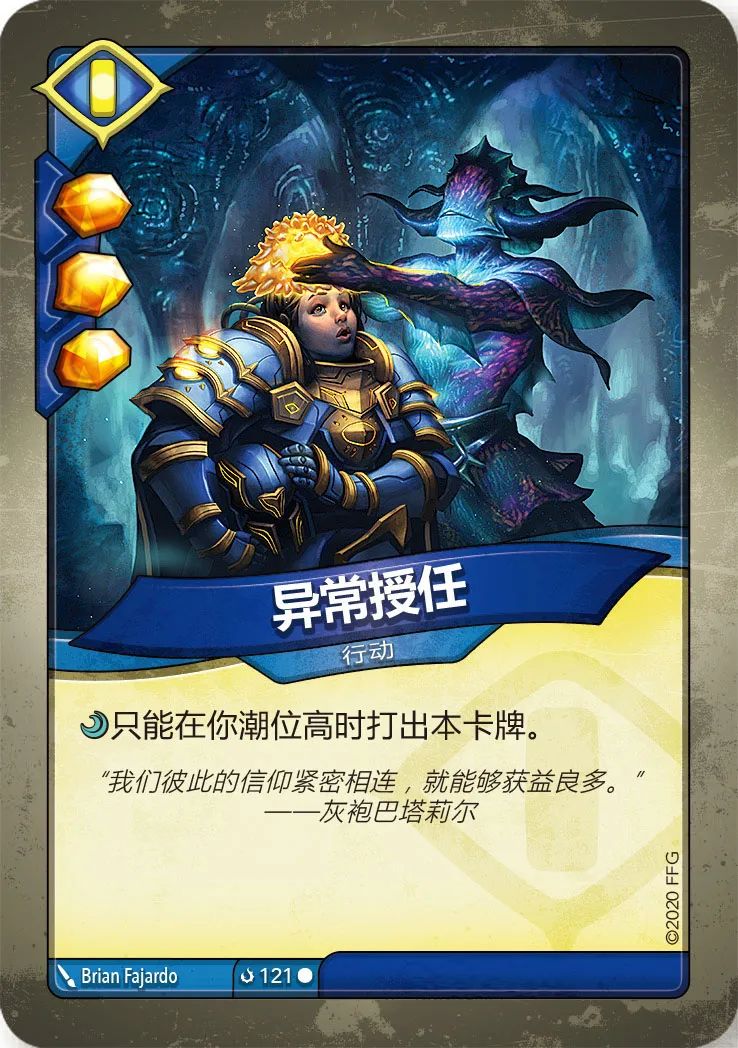 异常授任
行动
只能在你潮位高时打出本卡牌。
“我们彼此的信仰紧密相连，就能够获益良多。”
——灰袍巴塔莉尔
©2020 FFG
Brian Fajardo
121